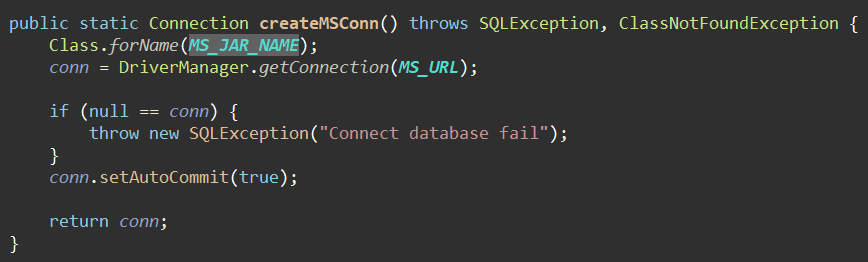 public static Connection createMSConn() throws SQLException, ClassNotFoundException {
    Class.forName(MS_JAR_NAME);
    conn = DriverManager.getConnection(MS_URL);

    if (null == conn) {
        throw new SQLException("Connect database fail");
    }
    conn.setAutoCommit(true);

    return conn;
}